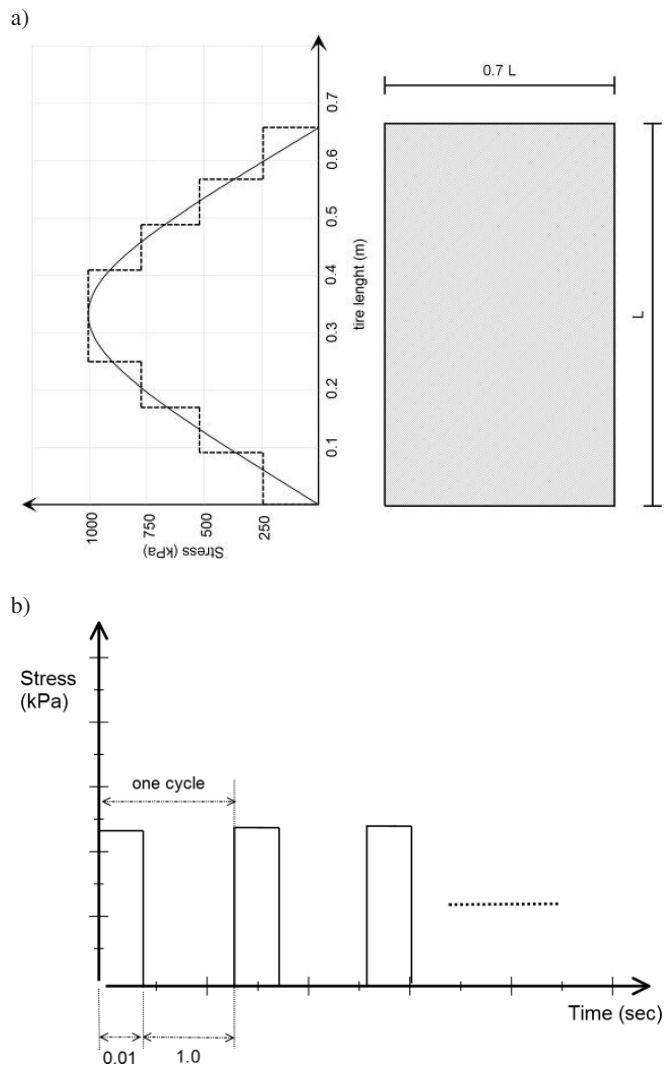 a)
0.7 L
0.7
0.6
0.5
0.4
0.3
0.2
0.1
tire lenght (m)
L
1000
750
500
250
Stress (kPa)
b)
Stress
(kPa)
one cycle
Time (sec)
0.01
1.0